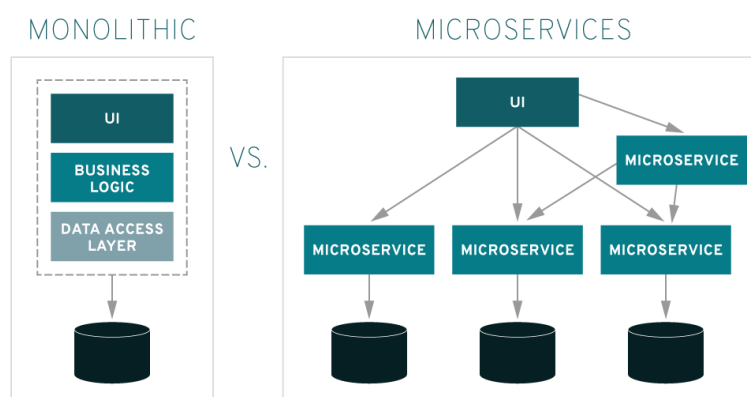 MONOLITHIC
UI
BUSINESS
LOGIC
DATA ACCESS
LAYER
VS.
MICROSERVICES
UI
MICROSERVICE
MICROSERVICE
MICROSERVICE
MICROSERVICE